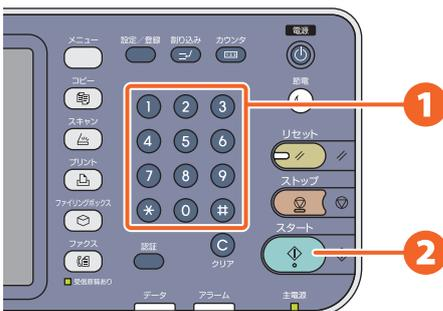 電源
メニュー
設定／登録 割り込み カウンタ
節電
コピー
スキャン
プリント
ファイリングボックス
ファクス
受信原稿あり
1 2 3
4 5 6
7 8 9
* 0 #
認証
C
クリア
リセット
ストップ
スタート
データ アラーム 主電源
1
2